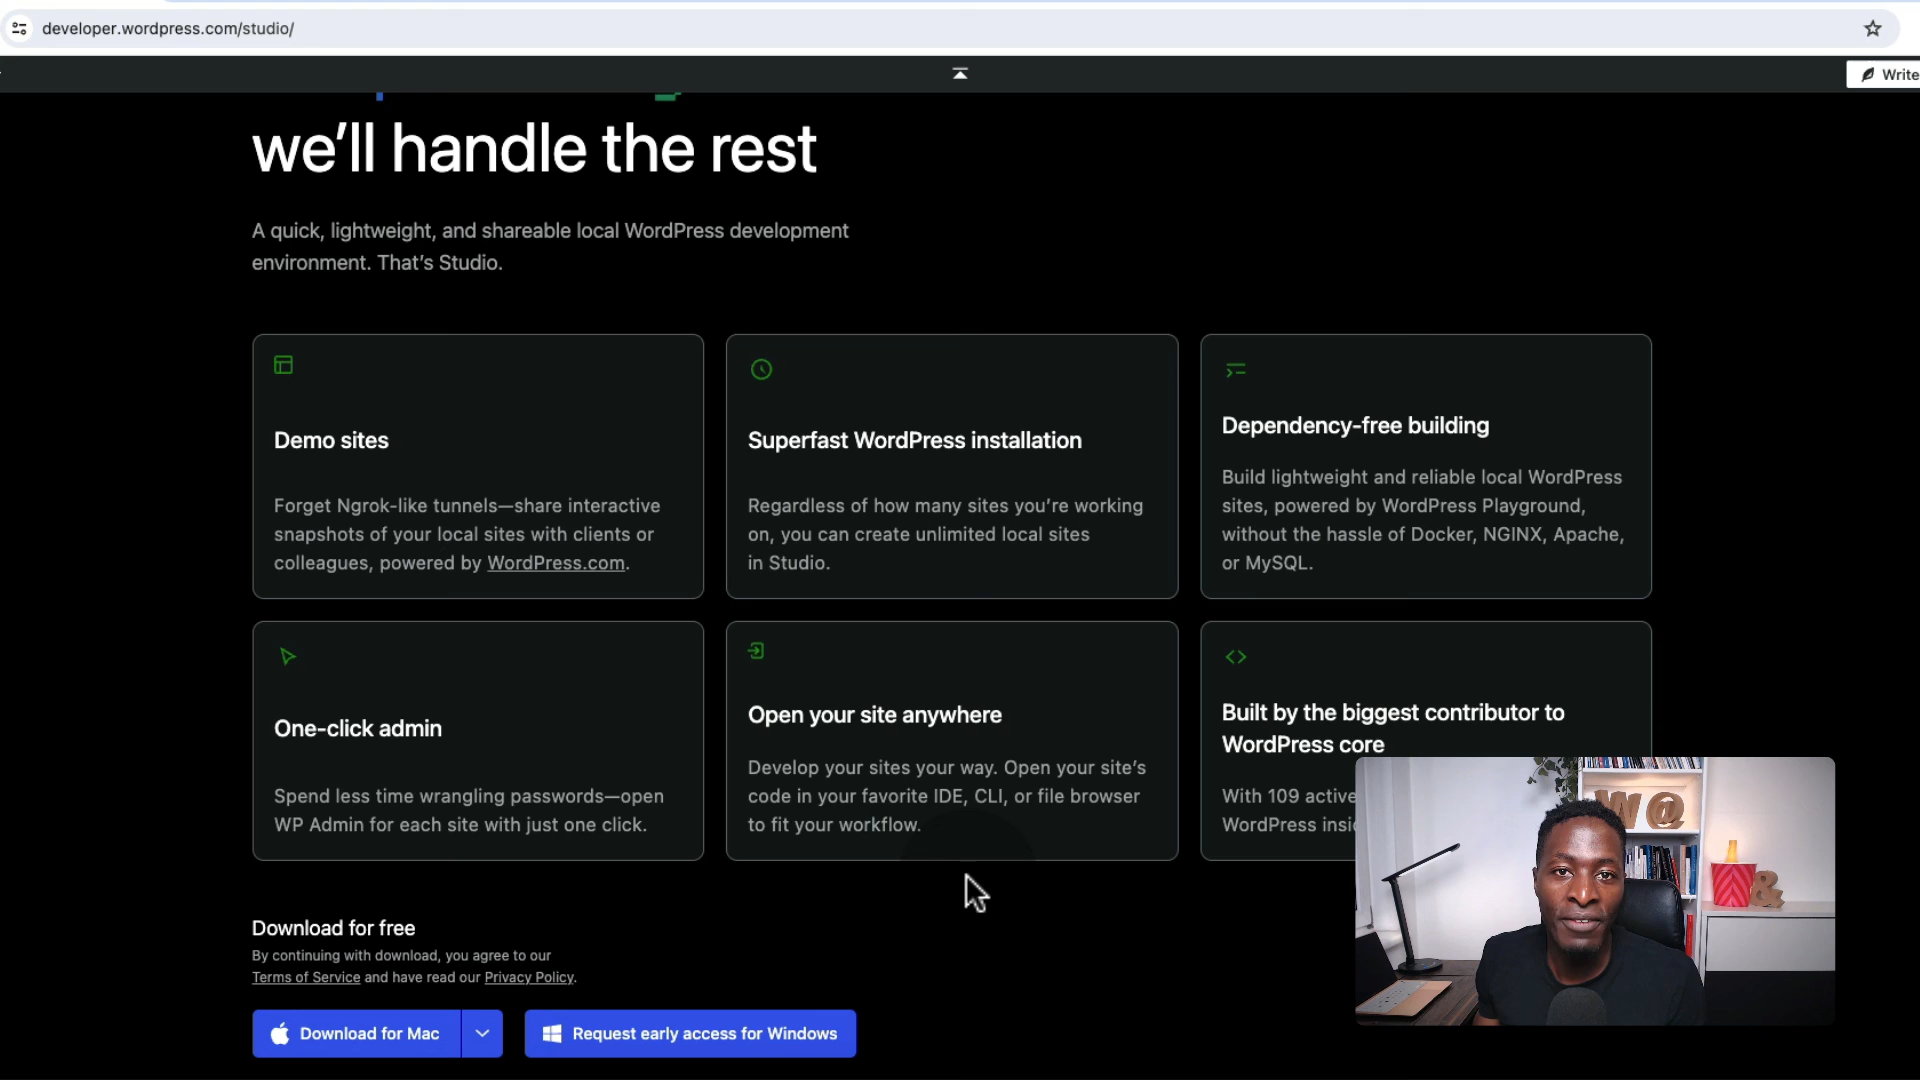 developer.wordpress.com/studio/
Write
we’ll handle the rest
A quick, lightweight, and shareable local WordPress development
environment. That’s Studio.
Demo sites
Forget Ngrok-like tunnels—share interactive
snapshots of your local sites with clients or
colleagues, powered by WordPress.com.
Superfast WordPress installation
Regardless of how many sites you’re working
on, you can create unlimited local sites
in Studio.
Dependency-free building
Build lightweight and reliable local WordPress
sites, powered by WordPress Playground,
without the hassle of Docker, NGINX, Apache,
or MySQL.
One-click admin
Spend less time wrangling passwords—open
WP Admin for each site with just one click.
Open your site anywhere
Develop your sites your way. Open your site’s
code in your favorite IDE, CLI, or file browser
to fit your workflow.
Built by the biggest contributor to
WordPress core
With 109 active
WordPress
W@
&
Download for free
By continuing with download, you agree to our
Terms of Service and have read our Privacy Policy.
Download for Mac
Request early access for Windows